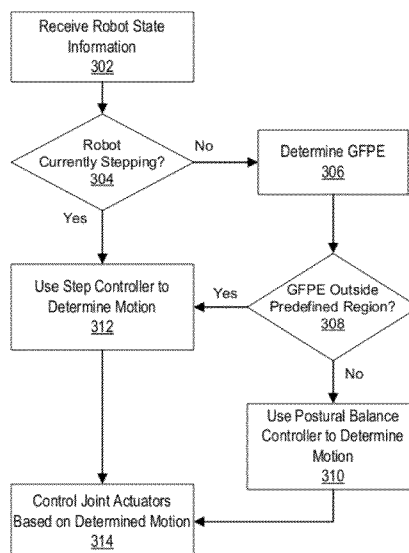 Receive Robot State
Information
302
Robot
Currently Stepping?
304
No
Yes
Determine GFPE
306
GFPE Outside
Predefined Region?
308
Yes
No
Use Step Controller to
Determine Motion
312
Use Postural Balance
Controller to Determine
Motion
310
Control Joint Actuators
Based on Determined Motion
314